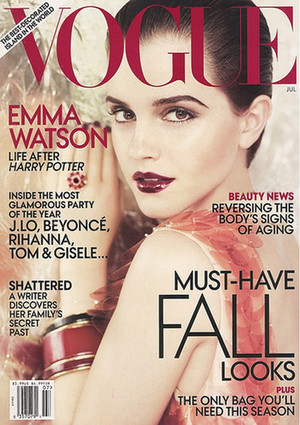 THE BEST-DECORATED
ISLAND IN THE WORLD
VOGUE
JUL
EMMA
WATSON
LIFE AFTER
HARRY POTTER
INSIDE THE MOST
GLAMOROUS PARTY
OF THE YEAR
J.LO, BEYONCÉ,
RIHANNA,
TOM & GISELE...
SHATTERED
A WRITER
DISCOVERS
HER FAMILY'S
SECRET
PAST
BEAUTY NEWS
REVERSING THE
BODY'S SIGNS
OF AGING
MUST-HAVE
FALL
LOOKS
PLUS
THE ONLY BAG YOU'LL
NEED THIS SEASON
07>